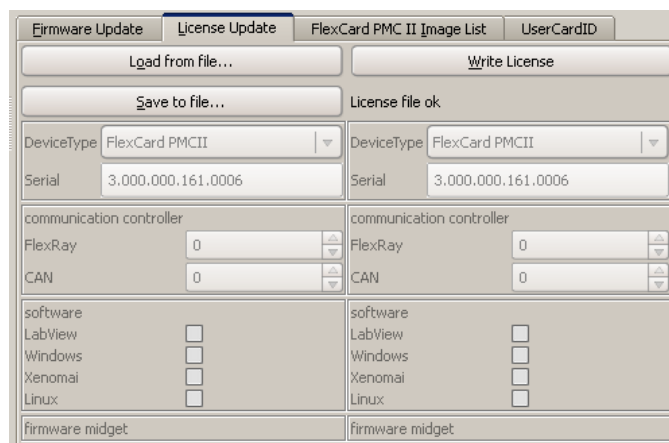 Firmware Update License Update FlexCard PMC II Image List UserCardID
Load from file... Write License
Save to file... License file ok
DeviceType FlexCard PMCII DeviceType FlexCard PMCII
Serial 3.000.000.161.0006 Serial 3.000.000.161.0006
communication controller communication controller
FlexRay 0 FlexRay 0
CAN 0 CAN 0
software software
LabView LabView
Windows Windows
Xenomai Xenomai
Linux Linux
firmware midget firmware midget